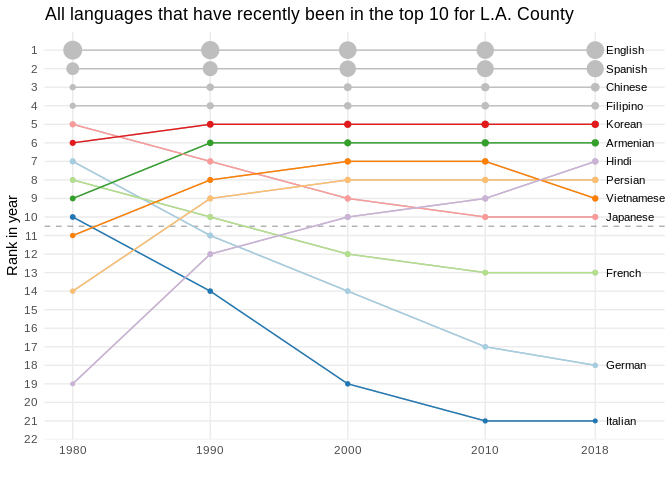 All languages that have recently been in the top 10 for L.A. County
Rank in year
1
2
3
4
5
6
7
8
9
10
11
12
13
14
15
16
17
18
19
20
21
22
English
Spanish
Chinese
Filipino
Korean
Armenian
Hindi
Persian
Vietnamese
Japanese
French
German
Italian
1980
1990
2000
2010
2018